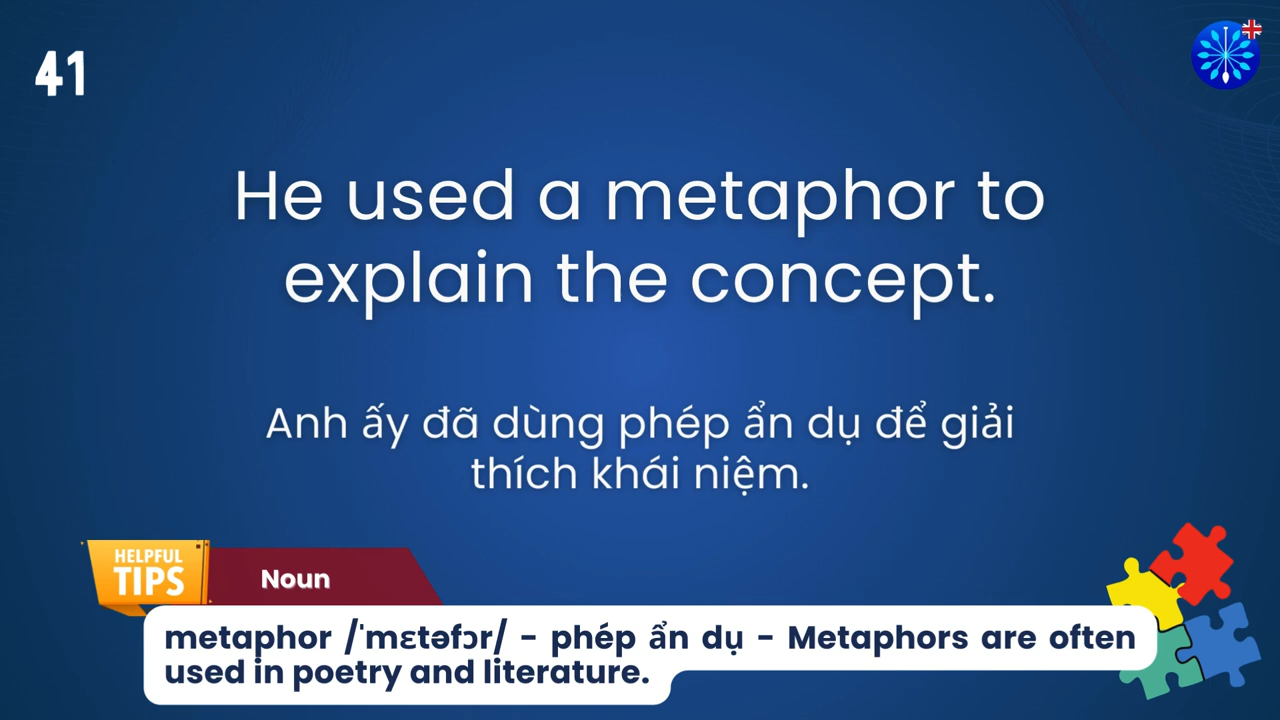 41
He used a metaphor to
explain the concept.
Anh ấy đã dùng phép ẩn dụ để giải
thích khái niệm.
HELPFUL
TIPS
Noun
metaphor /ˈmɛtəfɔr/ - phép ẩn dụ - Metaphors are often
used in poetry and literature.